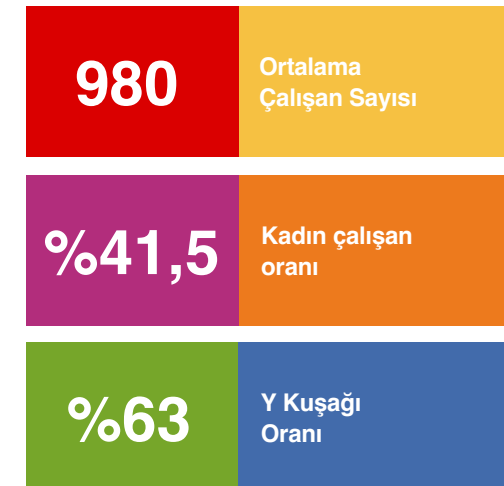 980
Ortalama
Çalışan Sayısı
%41,5
Kadın çalışan
oranı
%63
Y Kuşağı
Oranı